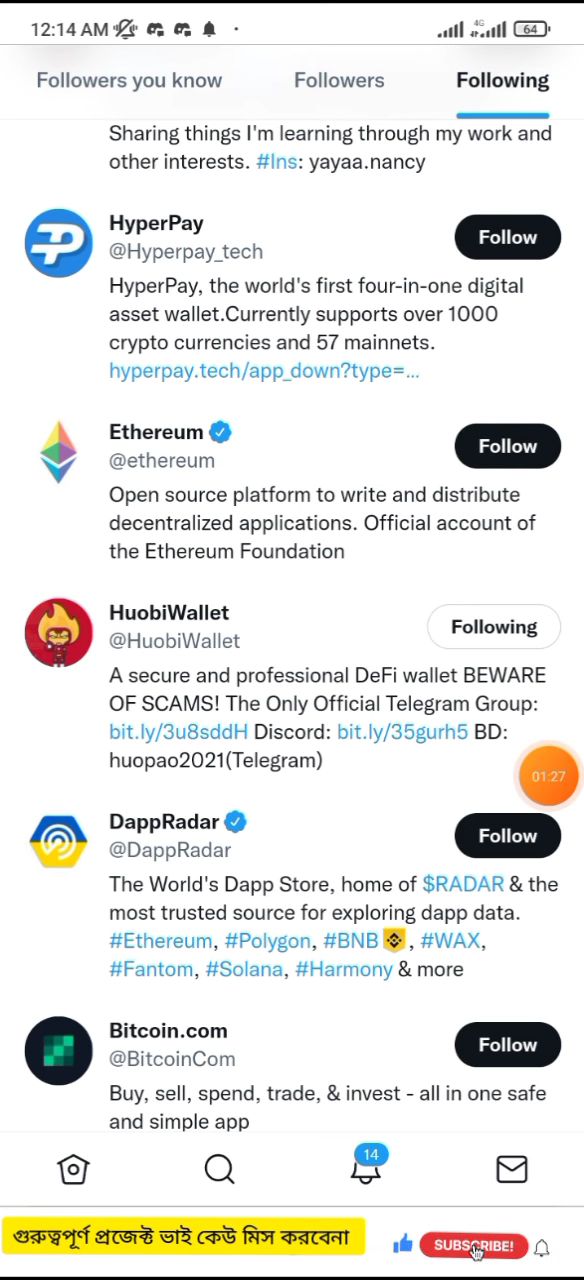 12:14 AM
4G
64
Followers you know Followers Following
Sharing things I'm learning through my work and
other interests. #Ins: yayaa.nancy
HyperPay
@Hyperpay_tech
Follow
HyperPay, the world's first four-in-one digital
asset wallet.Currently supports over 1000
crypto currencies and 57 mainnets.
hyperpay.tech/app_down?type=...
Ethereum
@ethereum
Follow
Open source platform to write and distribute
decentralized applications. Official account of
the Ethereum Foundation
HuobiWallet
@HuobiWallet
Following
A secure and professional DeFi wallet BEWARE
OF SCAMS! The Only Official Telegram Group:
bit.ly/3u8sddH Discord: bit.ly/35gurh5 BD:
huopao2021(Telegram)
01:27
DappRadar
@DappRadar
Follow
The World's Dapp Store, home of $RADAR & the
most trusted source for exploring dapp data.
#Ethereum, #Polygon, #BNB, #WAX,
#Fantom, #Solana, #Harmony & more
Bitcoin.com
@BitcoinCom
Follow
Buy, sell, spend, trade, & invest - all in one safe
and simple app
14
গুরুত্বপূর্ণ প্রজেক্ট ভাই কেউ মিস করবেনা
SUBSCRIBE!